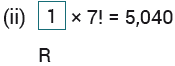 (ii) 1 × 7! = 5,040
R